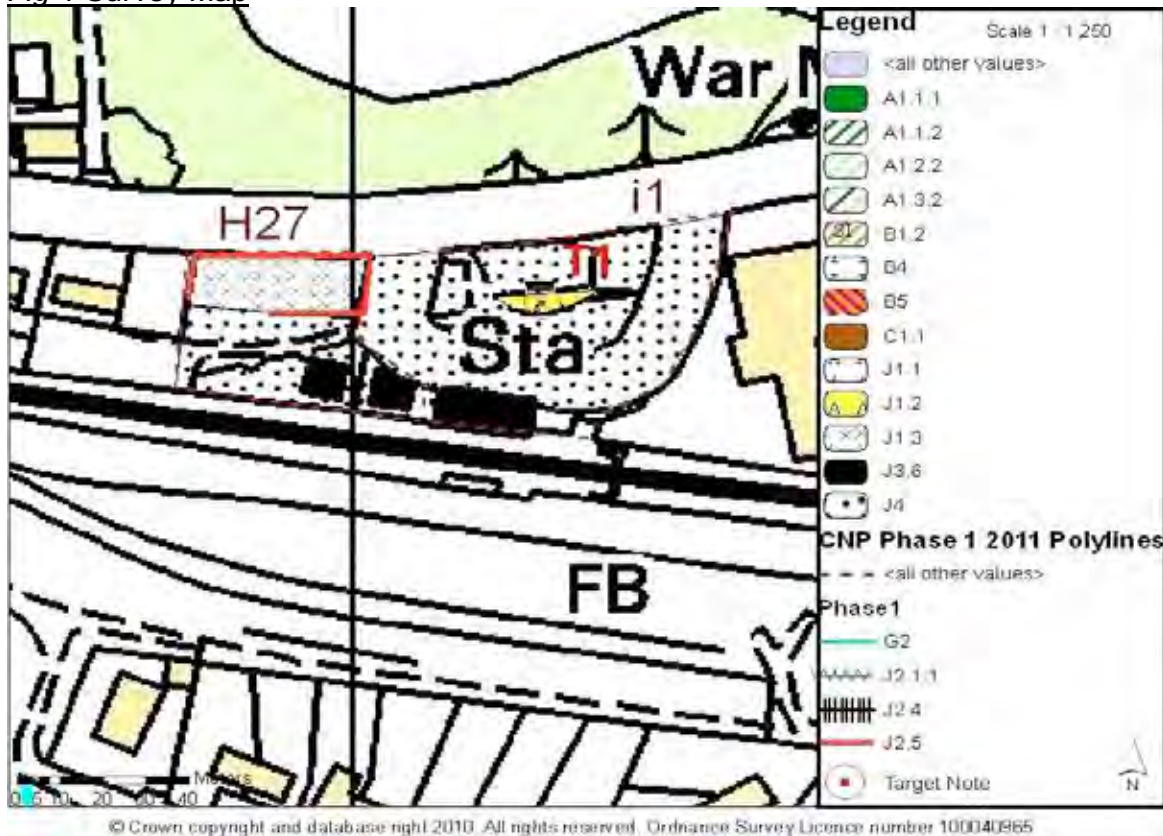 Fig 1 Survey Map
War M
H27
i1
T1
Sta
FB
Meters
10 20 30 40
Legend
Scale 1 1 250
<all other values>
A1.1.1
A1.1.2
A1.2.2
A1.3.2
B1.2
B4
B5
C1.1
J1.1
J1.2
J1.3
J3.6
J4
CNP Phase 1 2011 Polylines
<all other values>
Phase1
G2
J2.1.1
J2.4
J2.5
Target Note
N
© Crown copyright and database right 2010. All rights reserved. Ordnance Survey Licence number 100040965